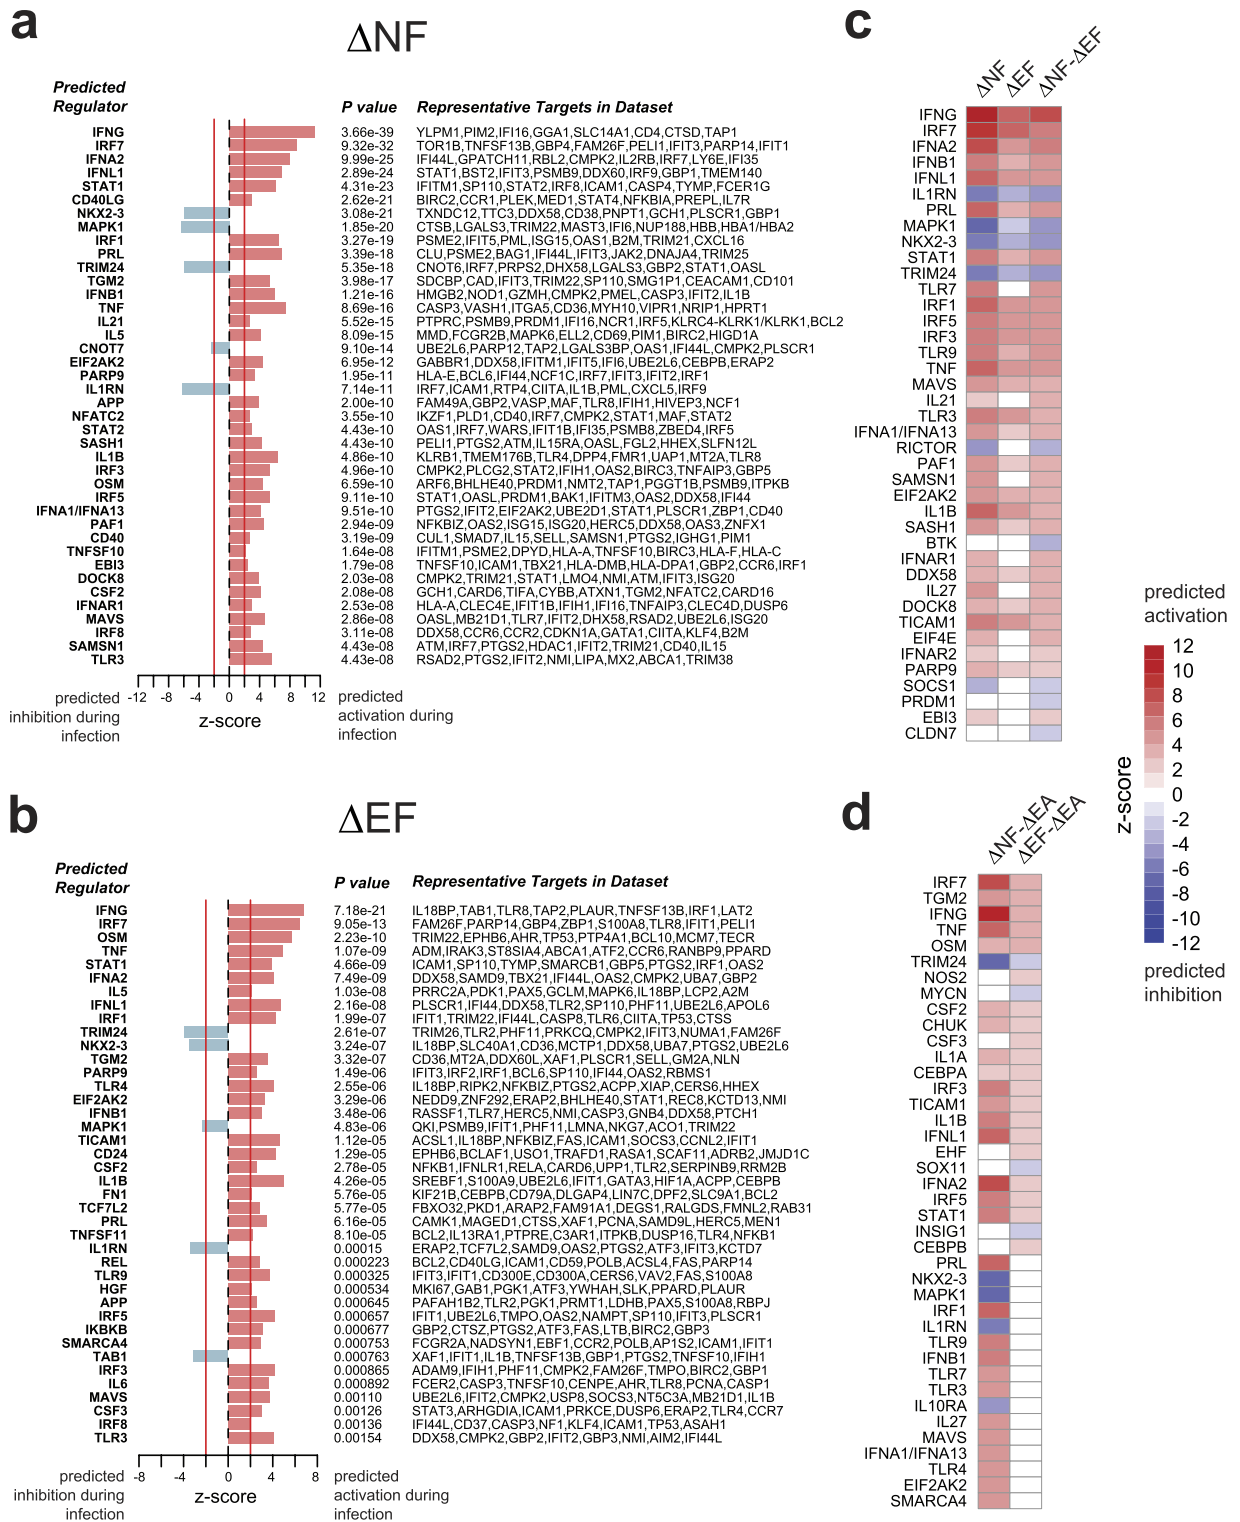 a
ΔNF
Predicted Regulator P value Representative Targets in Dataset
IFNG 3.66e-39 YLPM1,PIM2,IFI16,GGA1,SLC14A1,CD4,CTSD,TAP1
IRF7 9.32e-32 TOR1B,TNFSF13B,GBP4,FAM26F,PELI1,IFIT3,PARP14,IFIT1
IFNA2 9.99e-25 IFI44L,GPATCH11,RBL2,CMPK2,IL2RB,IRF7,LY6E,IFI35
IFNL1 2.89e-24 STAT1,BST2,IFIT3,PSMB9,DDX60,IRF9,GBP1,TMEM140
STAT1 4.31e-23 IFITM1,SP110,STAT2,IRF8,ICAM1,CASP4,TYMP,FCER1G
CD40LG 2.62e-21 BIRC2,CCR1,PLEK,MED1,STAT4,NFKBIA,PREPL,IL7R
NKX2-3 3.08e-21 TXNDC12,TTC3,DDX58,CD38,PNPT1,GCH1,PLSCR1,GBP1
MAPK1 1.85e-20 CTSB,LGALS3,TRIM22,MAST3,IFI6,NUP188,HBB,HBA1/HBA2
IRF1 3.27e-19 PSME2,IFIT5,PML,ISG15,OAS1,B2M,TRIM21,CXCL16
PRL 3.39e-18 CLU,PSME2,BAG1,IFI44L,IFIT3,JAK2,DNAJA4,TRIM25
TRIM24 5.35e-18 CNOT6,IRF7,PRPS2,DHX58,LGALS3,GBP2,STAT1,OASL
TGM2 3.98e-17 SDCBP,CAD,IFIT3,TRIM22,SP110,SMG1P1,CEACAM1,CD101
IFNB1 1.21e-16 HMGB2,NOD1,GZMH,CMPK2,PMEL,CASP3,IFIT2,IL1B
TNF 8.69e-16 CASP3,VASH1,ITGA5,CD36,MYH10,VIPR1,NRIP1,HPRT1
IL21 5.52e-15 PTPRC,PSMB9,PRDM1,IFI16,NCR1,IRF5,KLRC4-KLRK1/KLRK1,BCL2
IL5 8.09e-15 MMD,FCGR2B,MAPK6,ELL2,CD69,PIM1,BIRC2,HIGD1A
CNOT7 9.10e-14 UBE2L6,PARP12,TAP2,LGALS3BP,OAS1,IFI44L,CMPK2,PLSCR1
EIF2AK2 6.95e-12 GABBR1,DDX58,IFITM1,IFIT5,IFI6,UBE2L6,CEBPB,ERAP2
PARP9 1.95e-11 HLA-E,BCL6,IFI44,NCF1C,IRF7,IFIT3,IFIT2,IRF1
IL1RN 7.14e-11 IRF7,ICAM1,RTP4,CIITA,IL1B,PML,CXCL5,IRF9
APP 2.00e-10 FAM49A,GBP2,VASP,MAF,TLR8,IFIH1,HIVEP3,NCF1
NFATC2 3.55e-10 IKZF1,PLD1,CD40,IRF7,CMPK2,STAT1,MAF,STAT2
STAT2 4.43e-10 OAS1,IRF7,WARS,IFIT1B,IFI35,PSMB8,ZBED4,IRF5
SASH1 4.43e-10 PELI1,PTGS2,ATM,IL15RA,OASL,FGL2,HHEX,SLFN12L
IL1B 4.86e-10 KLRB1,TMEM176B,TLR4,DPP4,FMR1,UAP1,MT2A,TLR8
IRF3 4.96e-10 CMPK2,PLCG2,STAT2,IFIH1,OAS2,BIRC3,TNFAIP3,GBP5
OSM 6.59e-10 ARF6,BHLHE40,PRDM1,NMT2,TAP1,PGGT1B,PSMB9,ITPKB
IRF5 9.11e-10 STAT1,OASL,PRDM1,BAK1,IFITM3,OAS2,DDX58,IFI44
IFNA1/IFNA13 9.51e-10 PTGS2,IFIT2,EIF2AK2,UBE2D1,STAT1,PLSCR1,ZBP1,CD40
PAF1 2.94e-09 NFKBIZ,OAS2,ISG15,ISG20,HERC5,DDX58,OAS3,ZNFX1
CD40 3.19e-09 CUL1,SMAD7,IL15,SELL,SAMSN1,PTGS2,IGHG1,PIM1
TNFSF10 1.64e-08 IFITM1,PSME2,DPYD,HLA-A,TNFSF10,BIRC3,HLA-F,HLA-C
EBI3 1.79e-08 TNFSF10,ICAM1,TBX21,HLA-DMB,HLA-DPA1,GBP2,CCR6,IRF1
DOCK8 2.03e-08 CMPK2,TRIM21,STAT1,LMO4,NMI,ATM,IFIT3,ISG20
CSF2 2.08e-08 GCH1,CARD6,TIFA,CYBB,ATXN1,TGM2,NFATC2,CARD16
IFNAR1 2.53e-08 HLA-A,CLEC4E,IFIT1B,IFIH1,IFI16,TNFAIP3,CLEC4D,DUSP6
MAVS 2.86e-08 OASL,MB21D1,TLR7,IFIT2,DHX58,RSAD2,UBE2L6,ISG20
IRF8 3.11e-08 DDX58,CCR6,CCR2,CDKN1A,GATA1,CIITA,KLF4,B2M
SAMSN1 4.43e-08 ATM,IRF7,PTGS2,HDAC1,IFIT2,TRIM21,CD40,IL15
TLR3 4.43e-08 RSAD2,PTGS2,IFIT2,NMI,LIPA,MX2,ABCA1,TRIM38
-12 -8 -4 0 4 8 12
predicted inhibition during infection
z-score
predicted activation during infection
b
ΔEF
Predicted Regulator P value Representative Targets in Dataset
IFNG 7.18e-21 IL18BP,TAB1,TLR8,TAP2,PLAUR,TNFSF13B,IRF1,LAT2
IRF7 9.05e-13 FAM26F,PARP14,GBP4,ZBP1,S100A8,TLR8,IFIT1,PELI1
OSM 2.23e-10 TRIM22,EPHB6,AHR,TP53,PTP4A1,BCL10,MCM7,TECR
TNF 1.07e-09 ADM,IRAK3,ST8SIA4,ABCA1,ATF2,CCR6,RANBP9,PPARD
STAT1 4.66e-09 ICAM1,SP110,TYMP,SMARCB1,GBP5,PTGS2,IRF1,OAS2
IFNA2 7.49e-09 DDX58,SAMD9,TBX21,IFI44L,OAS2,CMPK2,UBA7,GBP2
IL5 1.03e-08 PRRC2A,PDK1,PAX5,GCLM,MAPK6,IL18BP,LCP2,A2M
IFNL1 2.16e-08 PLSCR1,IFI44,DDX58,TLR2,SP110,PHF11,UBE2L6,APOL6
IRF1 1.99e-07 IFIT1,TRIM22,IFI44L,CASP8,TLR6,CIITA,TP53,CTSS
TRIM24 2.61e-07 TRIM26,TLR2,PHF11,PRKCQ,CMPK2,IFIT3,NUMA1,FAM26F
NKX2-3 3.24e-07 IL18BP,SLC40A1,CD36,MCTP1,DDX58,UBA7,PTGS2,UBE2L6
TGM2 3.32e-07 CD36,MT2A,DDX60L,XAF1,PLSCR1,SELL,GM2A,NLN
PARP9 1.49e-06 IFIT3,IRF2,IRF1,BCL6,SP110,IFI44,OAS2,RBMS1
TLR4 2.55e-06 IL18BP,RIPK2,NFKBIZ,PTGS2,ACPP,XIAP,CERS6,HHEX
EIF2AK2 3.29e-06 NEDD9,ZNF292,ERAP2,BHLHE40,STAT1,REC8,KCTD13,NMI
IFNB1 3.48e-06 RASSF1,TLR7,HERC5,NMI,CASP3,GNB4,DDX58,PTCH1
MAPK1 4.83e-06 QKI,PSMB9,IFIT1,PHF11,LMNA,NKG7,ACO1,TRIM22
TICAM1 1.12e-05 ACSL1,IL18BP,NFKBIZ,FAS,ICAM1,SOCS3,CCNL2,IFIT1
CD24 1.29e-05 EPHB6,BCLAF1,USO1,TRAFD1,RASA1,SCAF11,ADRB2,JMJD1C
CSF2 2.78e-05 NFKB1,IFNLR1,RELA,CARD6,UPP1,TLR2,SERPINB9,RRM2B
IL1B 4.26e-05 SREBF1,S100A9,UBE2L6,IFIT1,GATA3,HIF1A,ACPP,CEBPB
FN1 5.76e-05 KIF21B,CEBPB,CD79A,DLGAP4,LIN7C,DPF2,SLC9A1,BCL2
TCF7L2 5.77e-05 FBXO32,PKD1,ARAP2,FAM91A1,DEGS1,RALGDS,FMNL2,RAB31
PRL 6.16e-05 CAMK1,MAGED1,CTSS,XAF1,PCNA,SAMD9L,HERC5,MEN1
TNFSF11 8.10e-05 BCL2,IL13RA1,PTPRE,C3AR1,ITPKB,DUSP16,TLR4,NFKB1
IL1RN 0.00015 ERAP2,TCF7L2,SAMD9,OAS2,PTGS2,ATF3,IFIT3,KCTD7
REL 0.000223 BCL2,CD40LG,ICAM1,CD59,POLB,ACSL4,FAS,PARP14
TLR9 0.000325 IFIT3,IFIT1,CD300E,CD300A,CERS6,VAV2,FAS,S100A8
HGF 0.000534 MKI67,GAB1,PGK1,ATF3,YWHAH,SLK,PPARD,PLAUR
APP 0.000645 PAFAH1B2,TLR2,PGK1,PRMT1,LDHB,PAX5,S100A8,RBPJ
IRF5 0.000657 IFIT1,UBE2L6,TMPO,OAS2,NAMPT,SP110,IFIT3,PLSCR1
IKBKB 0.000677 GBP2,CTSZ,PTGS2,ATF3,FAS,LTB,BIRC2,GBP3
SMARCA4 0.000753 FCGR2A,NADSYN1,EBF1,CCR2,POLB,AP1S2,ICAM1,IFIT1
TAB1 0.000763 XAF1,IFIT1,IL1B,TNFSF13B,GBP1,PTGS2,TNFSF10,IFIH1
IRF3 0.000865 ADAM9,IFIH1,PHF11,CMPK2,FAM26F,TMPO,BIRC2,GBP1
IL6 0.000892 FCER2,CASP3,TNFSF10,CENPE,AHR,TLR8,PCNA,CASP1
MAVS 0.00110 UBE2L6,IFIT2,CMPK2,USP8,SOCS3,NT5C3A,MB21D1,IL1B
CSF3 0.00126 STAT3,ARHGDIA,ICAM1,PRKCE,DUSP6,ERAP2,TLR4,CCR7
IRF8 0.00136 IFI44L,CD37,CASP3,NF1,KLF4,ICAM1,TP53,ASAH1
TLR3 0.00154 DDX58,CMPK2,GBP2,IFIT2,GBP3,NMI,AIM2,IFI44L
-8 -4 0 4 8
predicted inhibition during infection
z-score
predicted activation during infection
c
ΔNF ΔEF ΔNF-ΔEF
IFNG
IRF7
IFNA2
IFNB1
IFNL1
IL1RN
PRL
MAPK1
NKX2-3
STAT1
TRIM24
TLR7
IRF1
IRF5
IRF3
TLR9
TNF
MAVS
IL21
TLR3
IFNA1/IFNA13
RICTOR
PAF1
SAMSN1
EIF2AK2
IL1B
SASH1
BTK
IFNAR1
DDX58
IL27
DOCK8
TICAM1
EIF4E
IFNAR2
PARP9
SOCS1
PRDM1
EBI3
CLDN7
predicted activation
12
10
8
6
4
2
0
-2
-4
-6
-8
-10
-12
z-score
predicted inhibition
d
ΔNF-ΔEA ΔEF-ΔEA
IRF7
TGM2
IFNG
TNF
OSM
TRIM24
NOS2
MYCN
CSF2
CHUK
CSF3
IL1A
CEBPA
IRF3
TICAM1
IL1B
IFNL1
EHF
SOX11
IFNA2
IRF5
STAT1
INSIG1
CEBPB
PRL
NKX2-3
MAPK1
IRF1
IL1RN
TLR9
IFNB1
TLR7
TLR3
IL10RA
IL27
MAVS
IFNA1/IFNA13
TLR4
EIF2AK2
SMARCA4